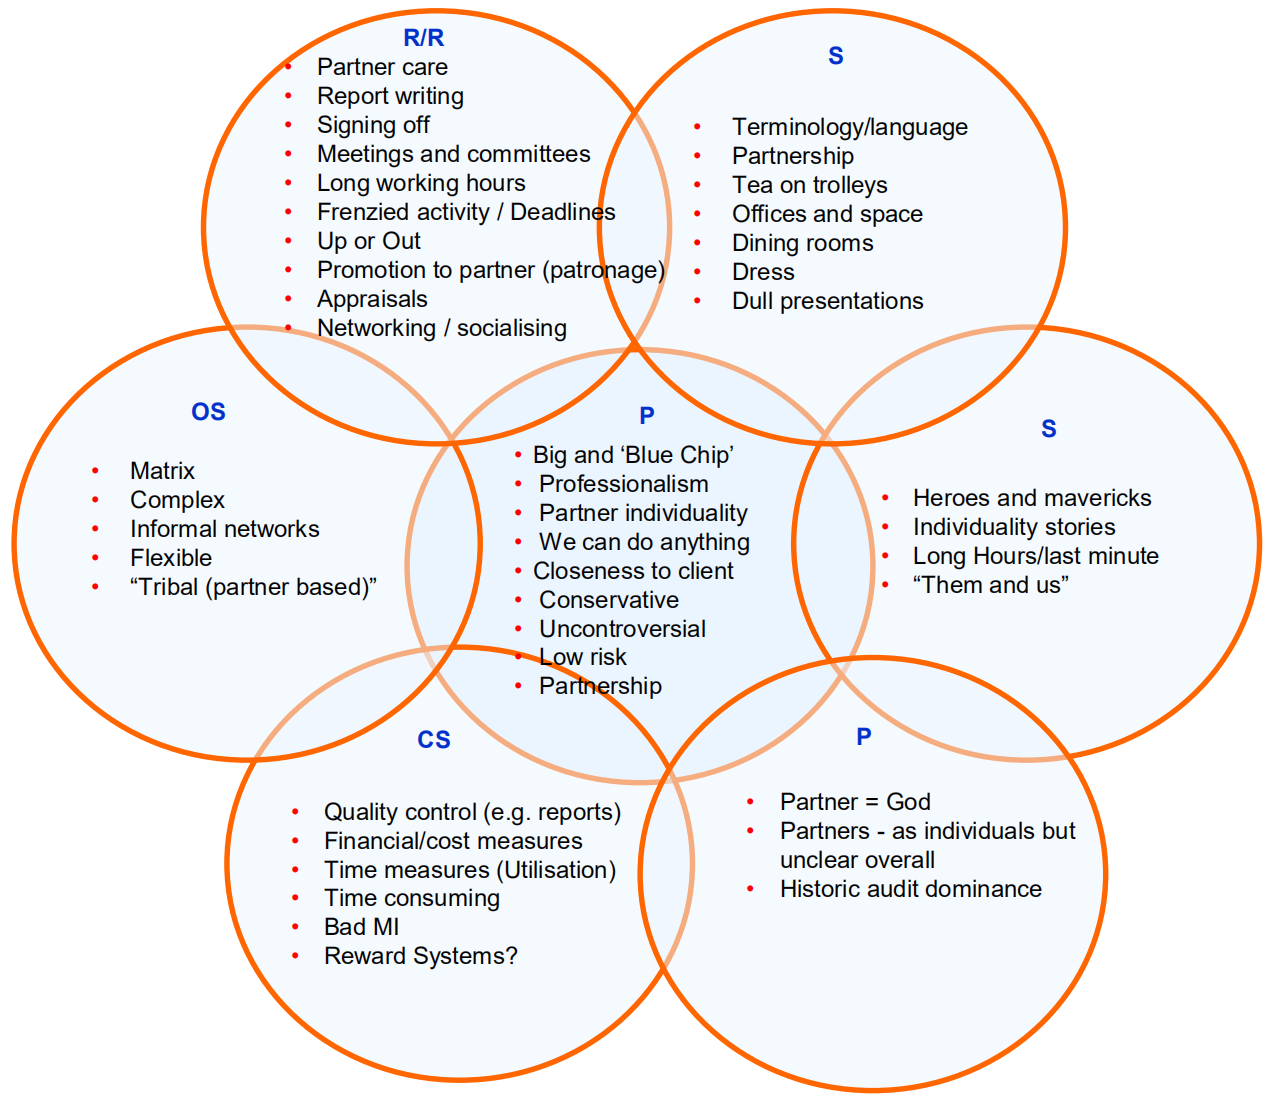 R/R
• Partner care
• Report writing
• Signing off
• Meetings and committees
• Long working hours
• Frenzied activity / Deadlines
• Up or Out
• Promotion to partner (patronage)
• Appraisals
• Networking / socialising
S
• Terminology/language
• Partnership
• Tea on trolleys
• Offices and space
• Dining rooms
• Dress
• Dull presentations
OS
• Matrix
• Complex
• Informal networks
• Flexible
• “Tribal (partner based)”
P
• Big and ‘Blue Chip’
• Professionalism
• Partner individuality
• We can do anything
• Closeness to client
• Conservative
• Uncontroversial
• Low risk
• Partnership
S
• Heroes and mavericks
• Individuality stories
• Long Hours/last minute
• “Them and us”
CS
• Quality control (e.g. reports)
• Financial/cost measures
• Time measures (Utilisation)
• Time consuming
• Bad MI
• Reward Systems?
P
• Partner = God
• Partners - as individuals but
unclear overall
• Historic audit dominance